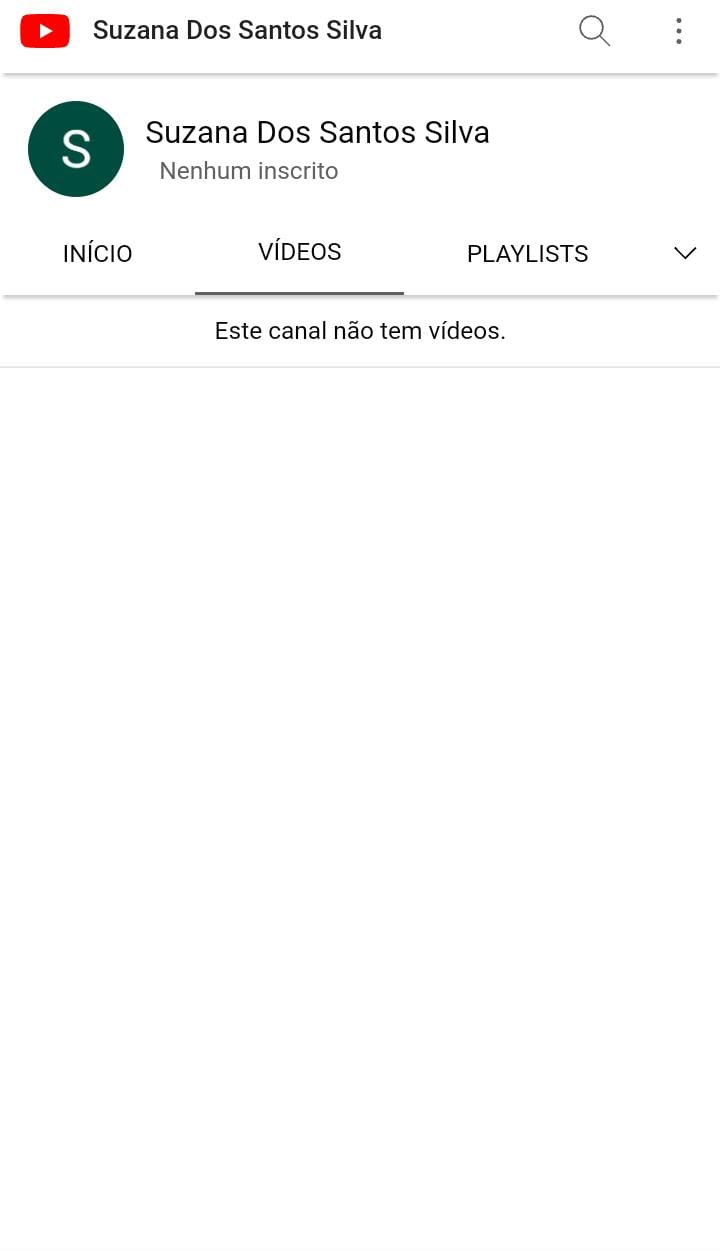 Suzana Dos Santos Silva
S
Suzana Dos Santos Silva
Nenhum inscrito
INÍCIO VÍDEOS PLAYLISTS
Este canal não tem vídeos.